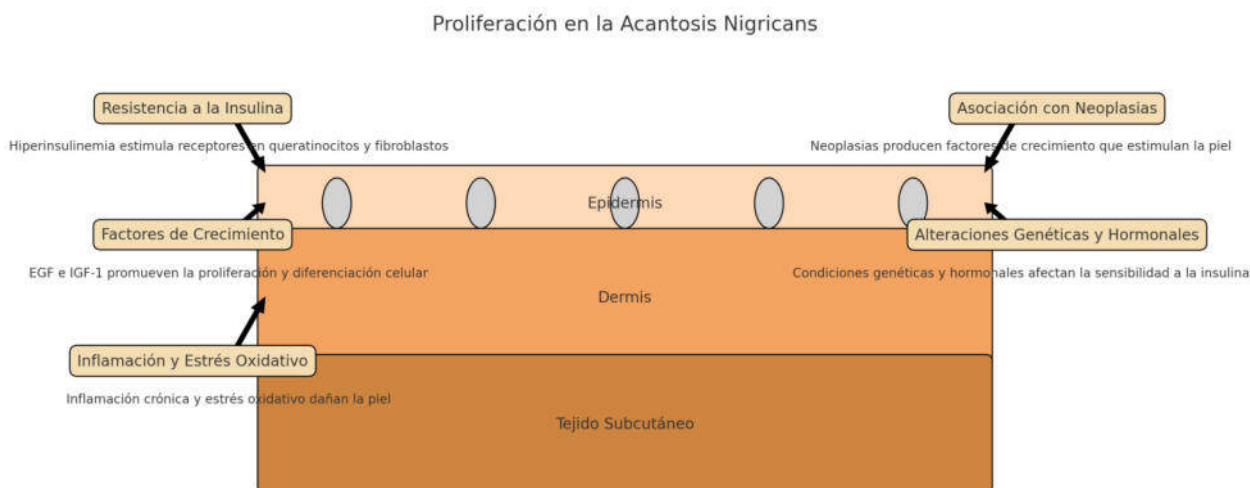 Proliferación en la Acantosis Nigricans
Resistencia a la Insulina
Hiperinsulinemia estimula receptores en queratinocitos y fibroblastos
Asociación con Neoplasias
Neoplasias producen factores de crecimiento que estimulan la piel
Epidermis
Factores de Crecimiento
EGF e IGF-1 promueven la proliferación y diferenciación celular
Alteraciones Genéticas y Hormonales
Condiciones genéticas y hormonales afectan la sensibilidad a la insulina
Dermis
Inflamación y Estrés Oxidativo
Inflamación crónica y estrés oxidativo dañan la piel
Tejido Subcutáneo